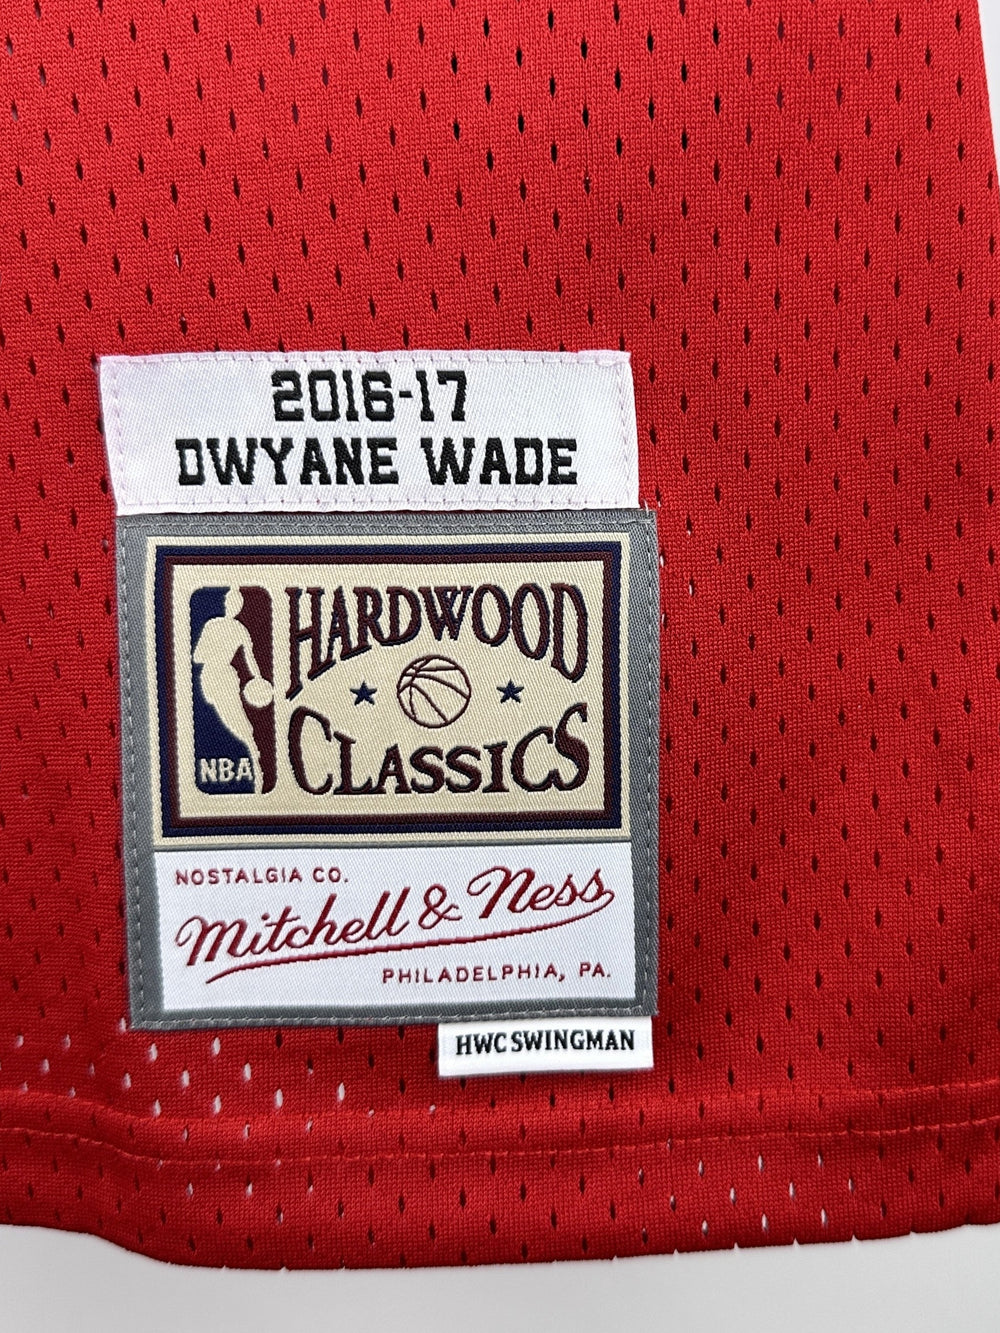 2016-17
DWYANE WADE
HARDWOOD
CLASSICS
NBA
NOSTALGIA CO.
Mitchell & Ness
PHILADELPHIA, PA.
HWC SWINGMAN